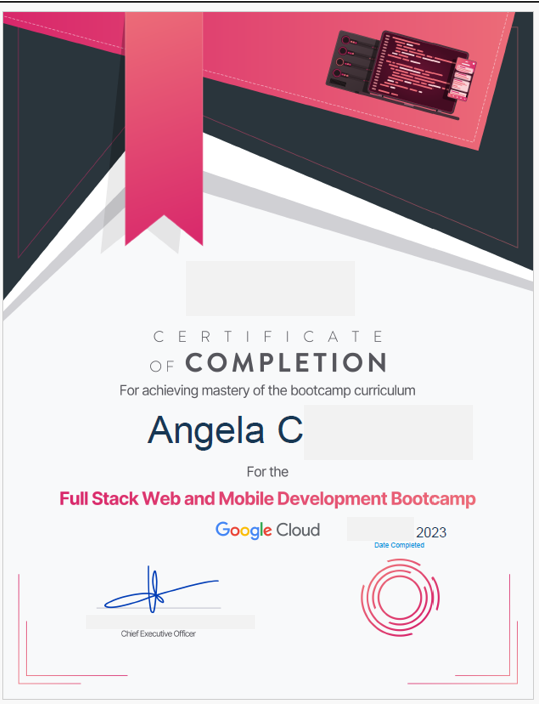 CERTIFICATE
OF COMPLETION
For achieving mastery of the bootcamp curriculum
Angela C
For the
Full Stack Web and Mobile Development Bootcamp
Google Cloud
2023
Date Completed
Chief Executive Officer